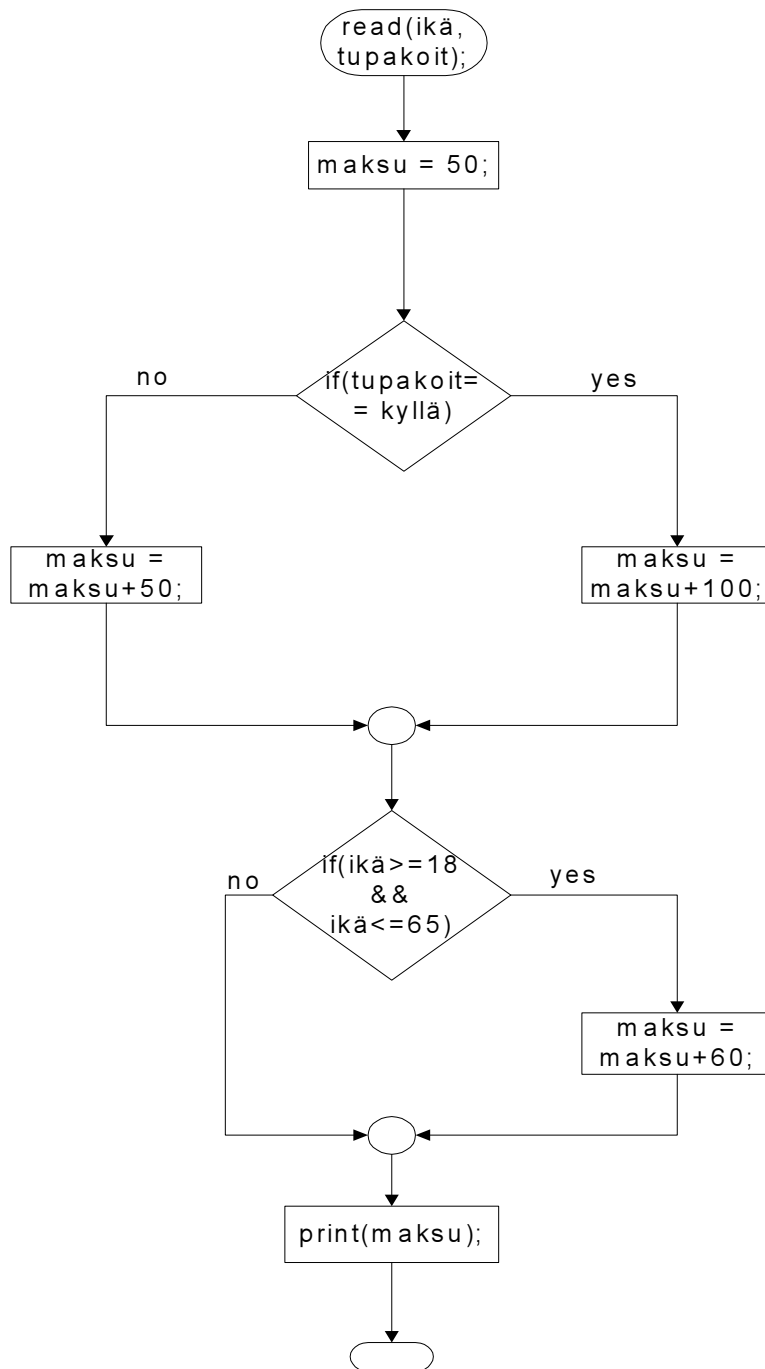 read(ikä,
tupakoit);
maksu = 50;
no
if(tupakoit=
= kyllä)
yes
maksu =
maksu+50;
maksu =
maksu+100;
no
if(ikä>=18
&&
ikä<=65)
yes
maksu =
maksu+60;
print(maksu);